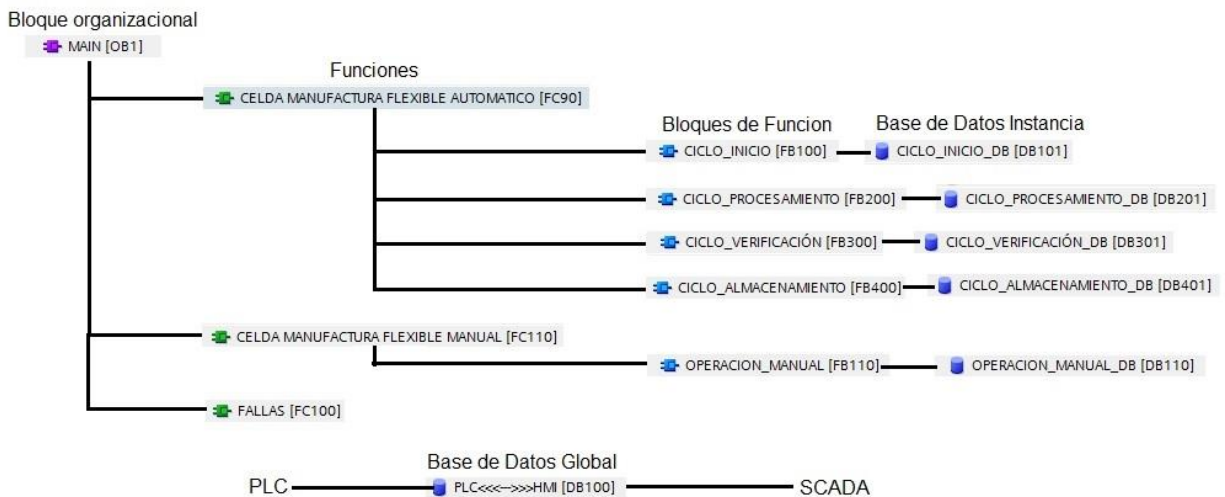 Bloque organizacional
MAIN [OB1]
Funciones
CELDA MANUFACTURA FLEXIBLE AUTOMATICO [FC90]
Bloques de Funcion Base de Datos Instancia
CICLO_INICIO [FB100] CICLO_INICIO_DB [DB101]
CICLO_PROCESAMIENTO [FB200] CICLO_PROCESAMIENTO_DB [DB201]
CICLO_VERIFICACIÓN [FB300] CICLO_VERIFICACIÓN_DB [DB301]
CICLO_ALMACENAMIENTO [FB400] CICLO_ALMACENAMIENTO_DB [DB401]
CELDA MANUFACTURA FLEXIBLE MANUAL [FC110]
OPERACION_MANUAL [FB110] OPERACION_MANUAL_DB [DB110]
FALLAS [FC100]
Base de Datos Global
PLC PLC<<<-->>>HMI [DB100] SCADA